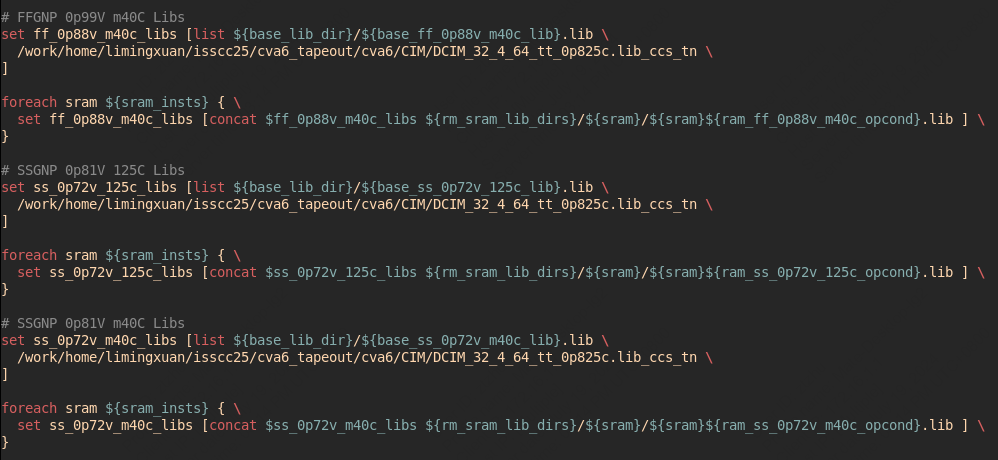 # FFGNP 0p99V m40C Libs
set ff_0p88v_m40c_libs [list ${base_lib_dir}/${base_ff_0p88v_m40c_lib}.lib \
  /work/home/limingxuan/isscc25/cva6_tapeout/cva6/CIM/DCIM_32_4_64_tt_0p825c.lib_ccs_tn \
]

foreach sram ${sram_insts} { \
  set ff_0p88v_m40c_libs [concat $ff_0p88v_m40c_libs ${rm_sram_lib_dirs}/${sram}/${sram}${ram_ff_0p88v_m40c_opcond}.lib ] \
}

# SSGNP 0p81V 125C Libs
set ss_0p72v_125c_libs [list ${base_lib_dir}/${base_ss_0p72v_125c_lib}.lib \
  /work/home/limingxuan/isscc25/cva6_tapeout/cva6/CIM/DCIM_32_4_64_tt_0p825c.lib_ccs_tn \
]

foreach sram ${sram_insts} { \
  set ss_0p72v_125c_libs [concat $ss_0p72v_125c_libs ${rm_sram_lib_dirs}/${sram}/${sram}${ram_ss_0p72v_125c_opcond}.lib ] \
}

# SSGNP 0p81V m40C Libs
set ss_0p72v_m40c_libs [list ${base_lib_dir}/${base_ss_0p72v_m40c_lib}.lib \
  /work/home/limingxuan/isscc25/cva6_tapeout/cva6/CIM/DCIM_32_4_64_tt_0p825c.lib_ccs_tn \
]

foreach sram ${sram_insts} { \
  set ss_0p72v_m40c_libs [concat $ss_0p72v_m40c_libs ${rm_sram_lib_dirs}/${sram}/${sram}${ram_ss_0p72v_m40c_opcond}.lib ] \
}